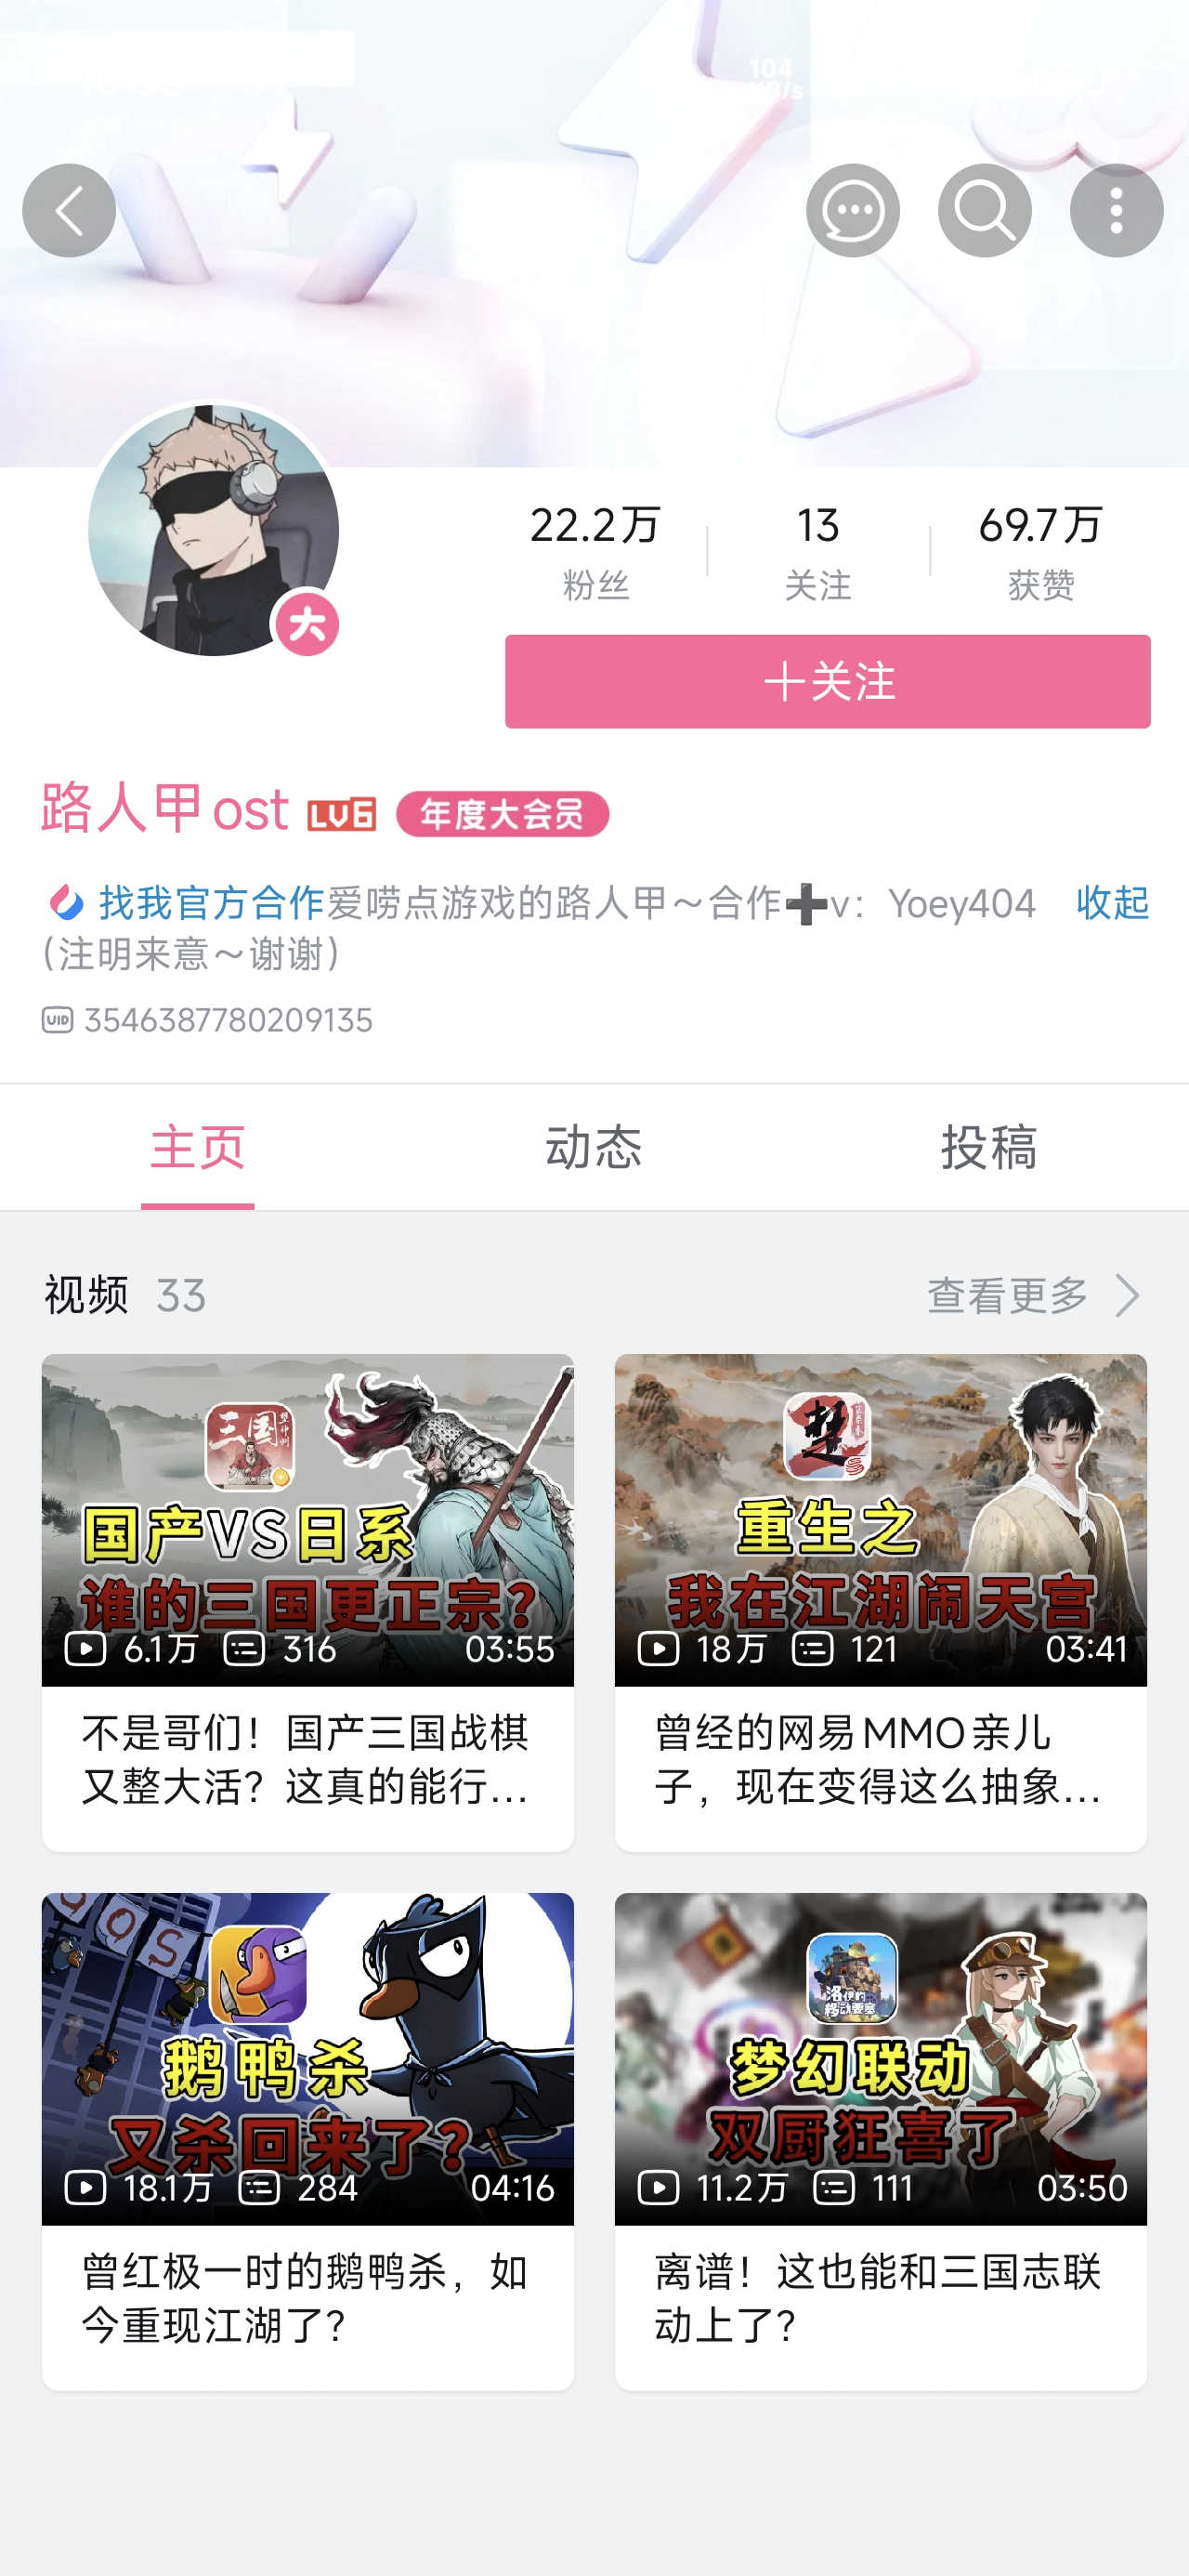 104
22.2万
13
69.7万
粉丝
关注
获赞
十关注
大
路人甲ost LV6 年度大会员
找我官方合作爱唠点游戏的路人甲～合作➕v：Yoey404 收起
（注明来意～谢谢）
UID 3546387780209135
主页
动态
投稿
视频 33
查看更多
三国
国产VS日系
谁的三国更正宗？
6.1万 316 03:55
不是哥们！国产三国战棋
又整大活？这真的能行...
楚
重生之
我在江湖闹天宫
18万 121 03:41
曾经的网易MMO亲儿
子，现在变得这么抽象...
鹅鸭杀
又杀回来了？
18.1万 284 04:16
曾红极一时的鹅鸭杀，如
今重现江湖了？
洛伊的
移动要塞
梦幻联动
双厨狂喜了
11.2万 111 03:50
离谱！这也能和三国志联
动上了？